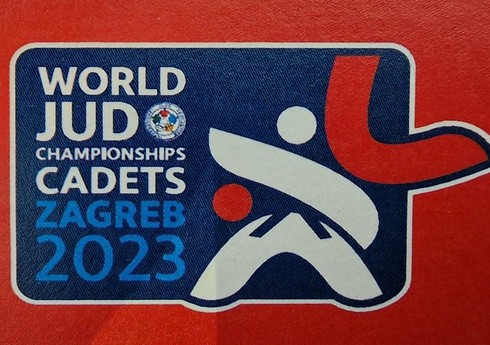 WORLD
JUDO
CHAMPIONSHIPS
CADETS
ZAGREB
2023